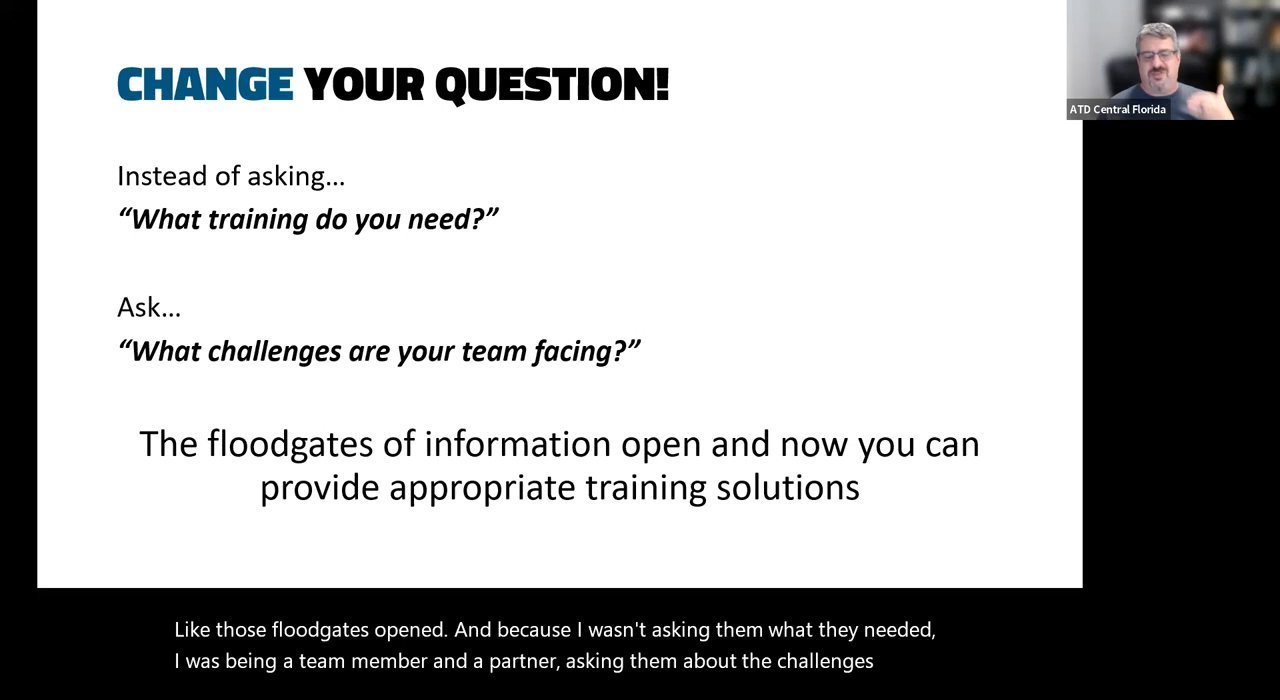 CHANGE YOUR QUESTION!
Instead of asking...
“What training do you need?”
Ask...
“What challenges are your team facing?”
The floodgates of information open and now you can
provide appropriate training solutions
ATD Central Florida
Like those floodgates opened. And because I wasn't asking them what they needed,
I was being a team member and a partner, asking them about the challenges